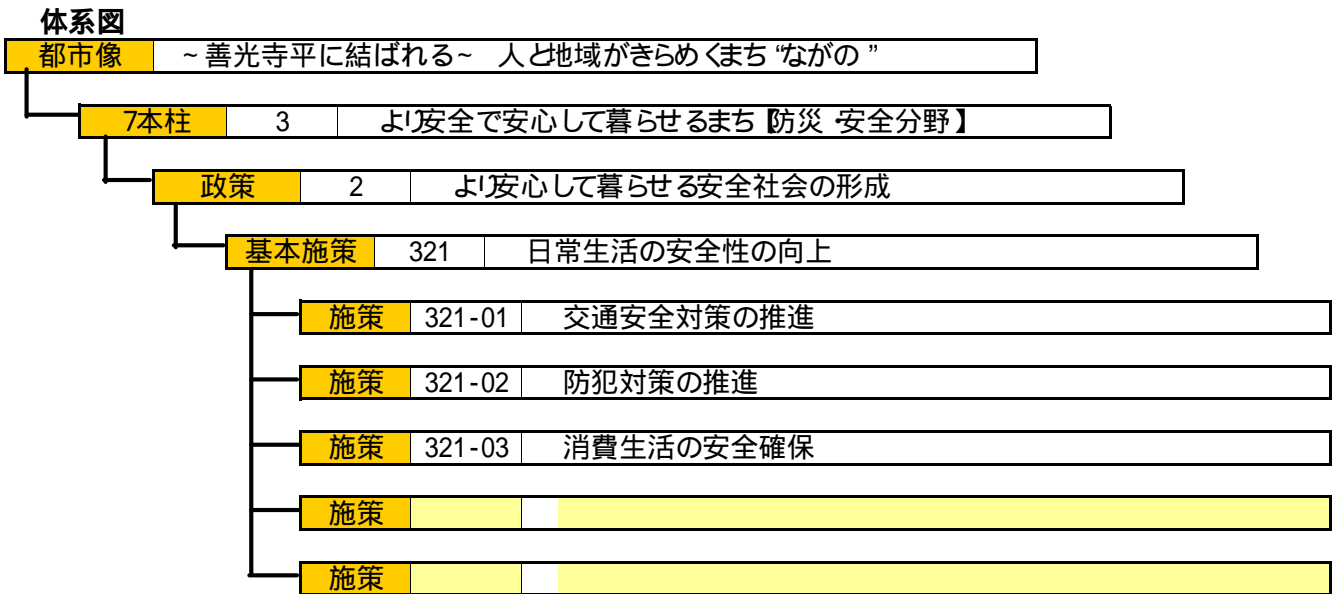 体系図
都市像 ~善光寺平に結ばれる~ 人と地域がきらめくまち “ながの”
7本柱 3 より安全で安心して暮らせるまち【防災・安全分野】
政策 2 より安心して暮らせる安全社会の形成
基本施策 321 日常生活の安全性の向上
施策 321-01 交通安全対策の推進
施策 321-02 防犯対策の推進
施策 321-03 消費生活の安全確保
施策
施策